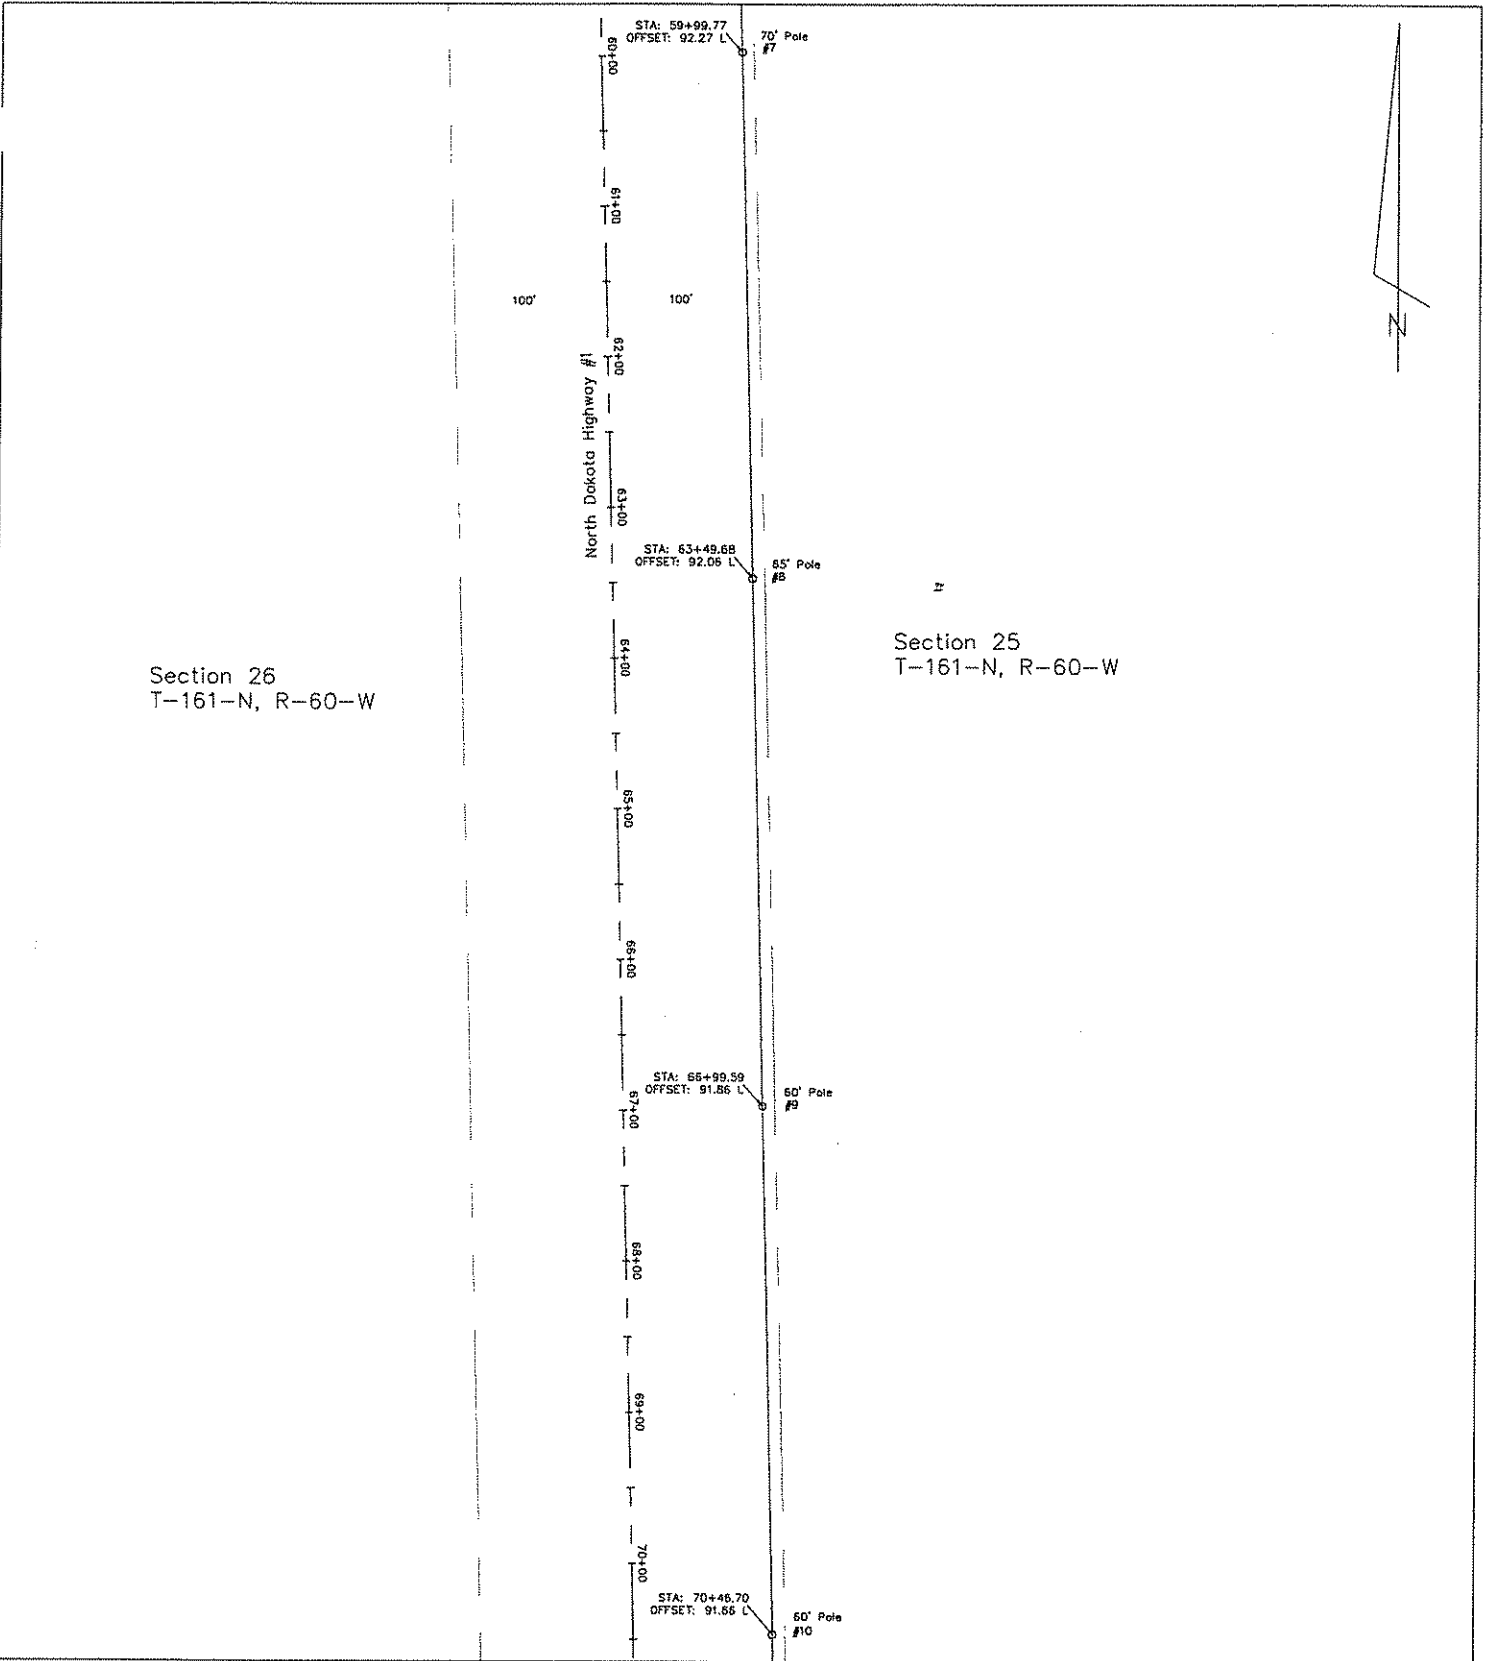 STA: 59+99.77
OFFSET: 92.27 L
70' Pole
#7
60+00
61+00
100'
100'
62+00
North Dakota Highway #1
63+00
STA: 63+49.68
OFFSET: 92.06 L
65' Pole
#8
Section 25
T-161-N, R-60-W
64+00
Section 26
T-161-N, R-60-W
65+00
66+00
STA: 66+99.59
OFFSET: 91.86 L
60' Pole
#9
67+00
68+00
69+00
70+00
STA: 70+46.70
OFFSET: 91.66 L
60' Pole
#10
N